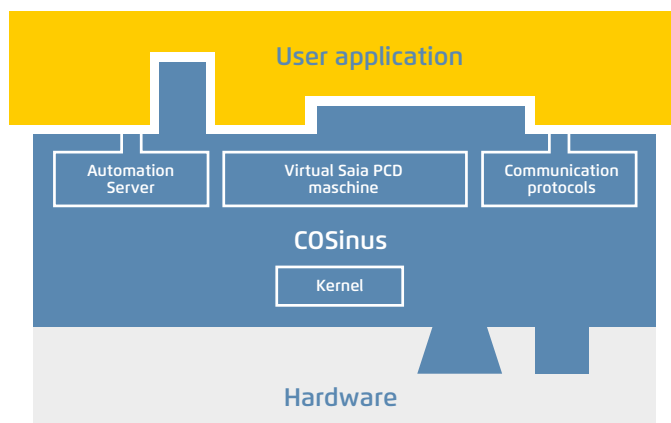 User application
Automation
Server
Virtual Saia PCD
maschine
Communication
protocols
COSinus
Kernel
Hardware